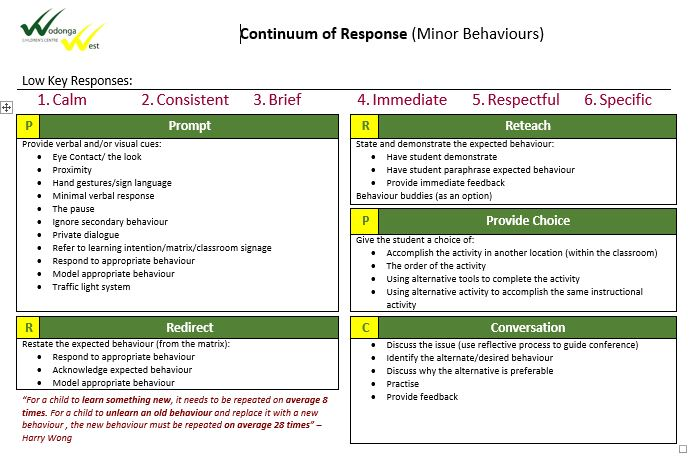 Wodonga
CHILDREN'S CENTRE
West
Continuum of Response (Minor Behaviours)
Low Key Responses:
1. Calm 2. Consistent 3. Brief 4. Immediate 5. Respectful 6. Specific
P Prompt
Provide verbal and/or visual cues:
• Eye Contact/ the look
• Proximity
• Hand gestures/sign language
• Minimal verbal response
• The pause
• Ignore secondary behaviour
• Private dialogue
• Refer to learning intention/matrix/classroom signage
• Respond to appropriate behaviour
• Model appropriate behaviour
• Traffic light system
R Redirect
Restate the expected behaviour (from the matrix):
• Respond to appropriate behaviour
• Acknowledge expected behaviour
• Model appropriate behaviour
"For a child to learn something new, it needs to be repeated on average 8
times. For a child to unlearn an old behaviour and replace it with a new
behaviour , the new behaviour must be repeated on average 28 times" –
Harry Wong
R Reteach
State and demonstrate the expected behaviour:
• Have student demonstrate
• Have student paraphrase expected behaviour
• Provide immediate feedback
Behaviour buddies (as an option)
P Provide Choice
Give the student a choice of:
• Accomplish the activity in another location (within the classroom)
• The order of the activity
• Using alternative tools to complete the activity
• Using alternative activity to accomplish the same instructional
activity
C Conversation
• Discuss the issue (use reflective process to guide conference)
• Identify the alternate/desired behaviour
• Discuss why the alternative is preferable
• Practise
• Provide feedback